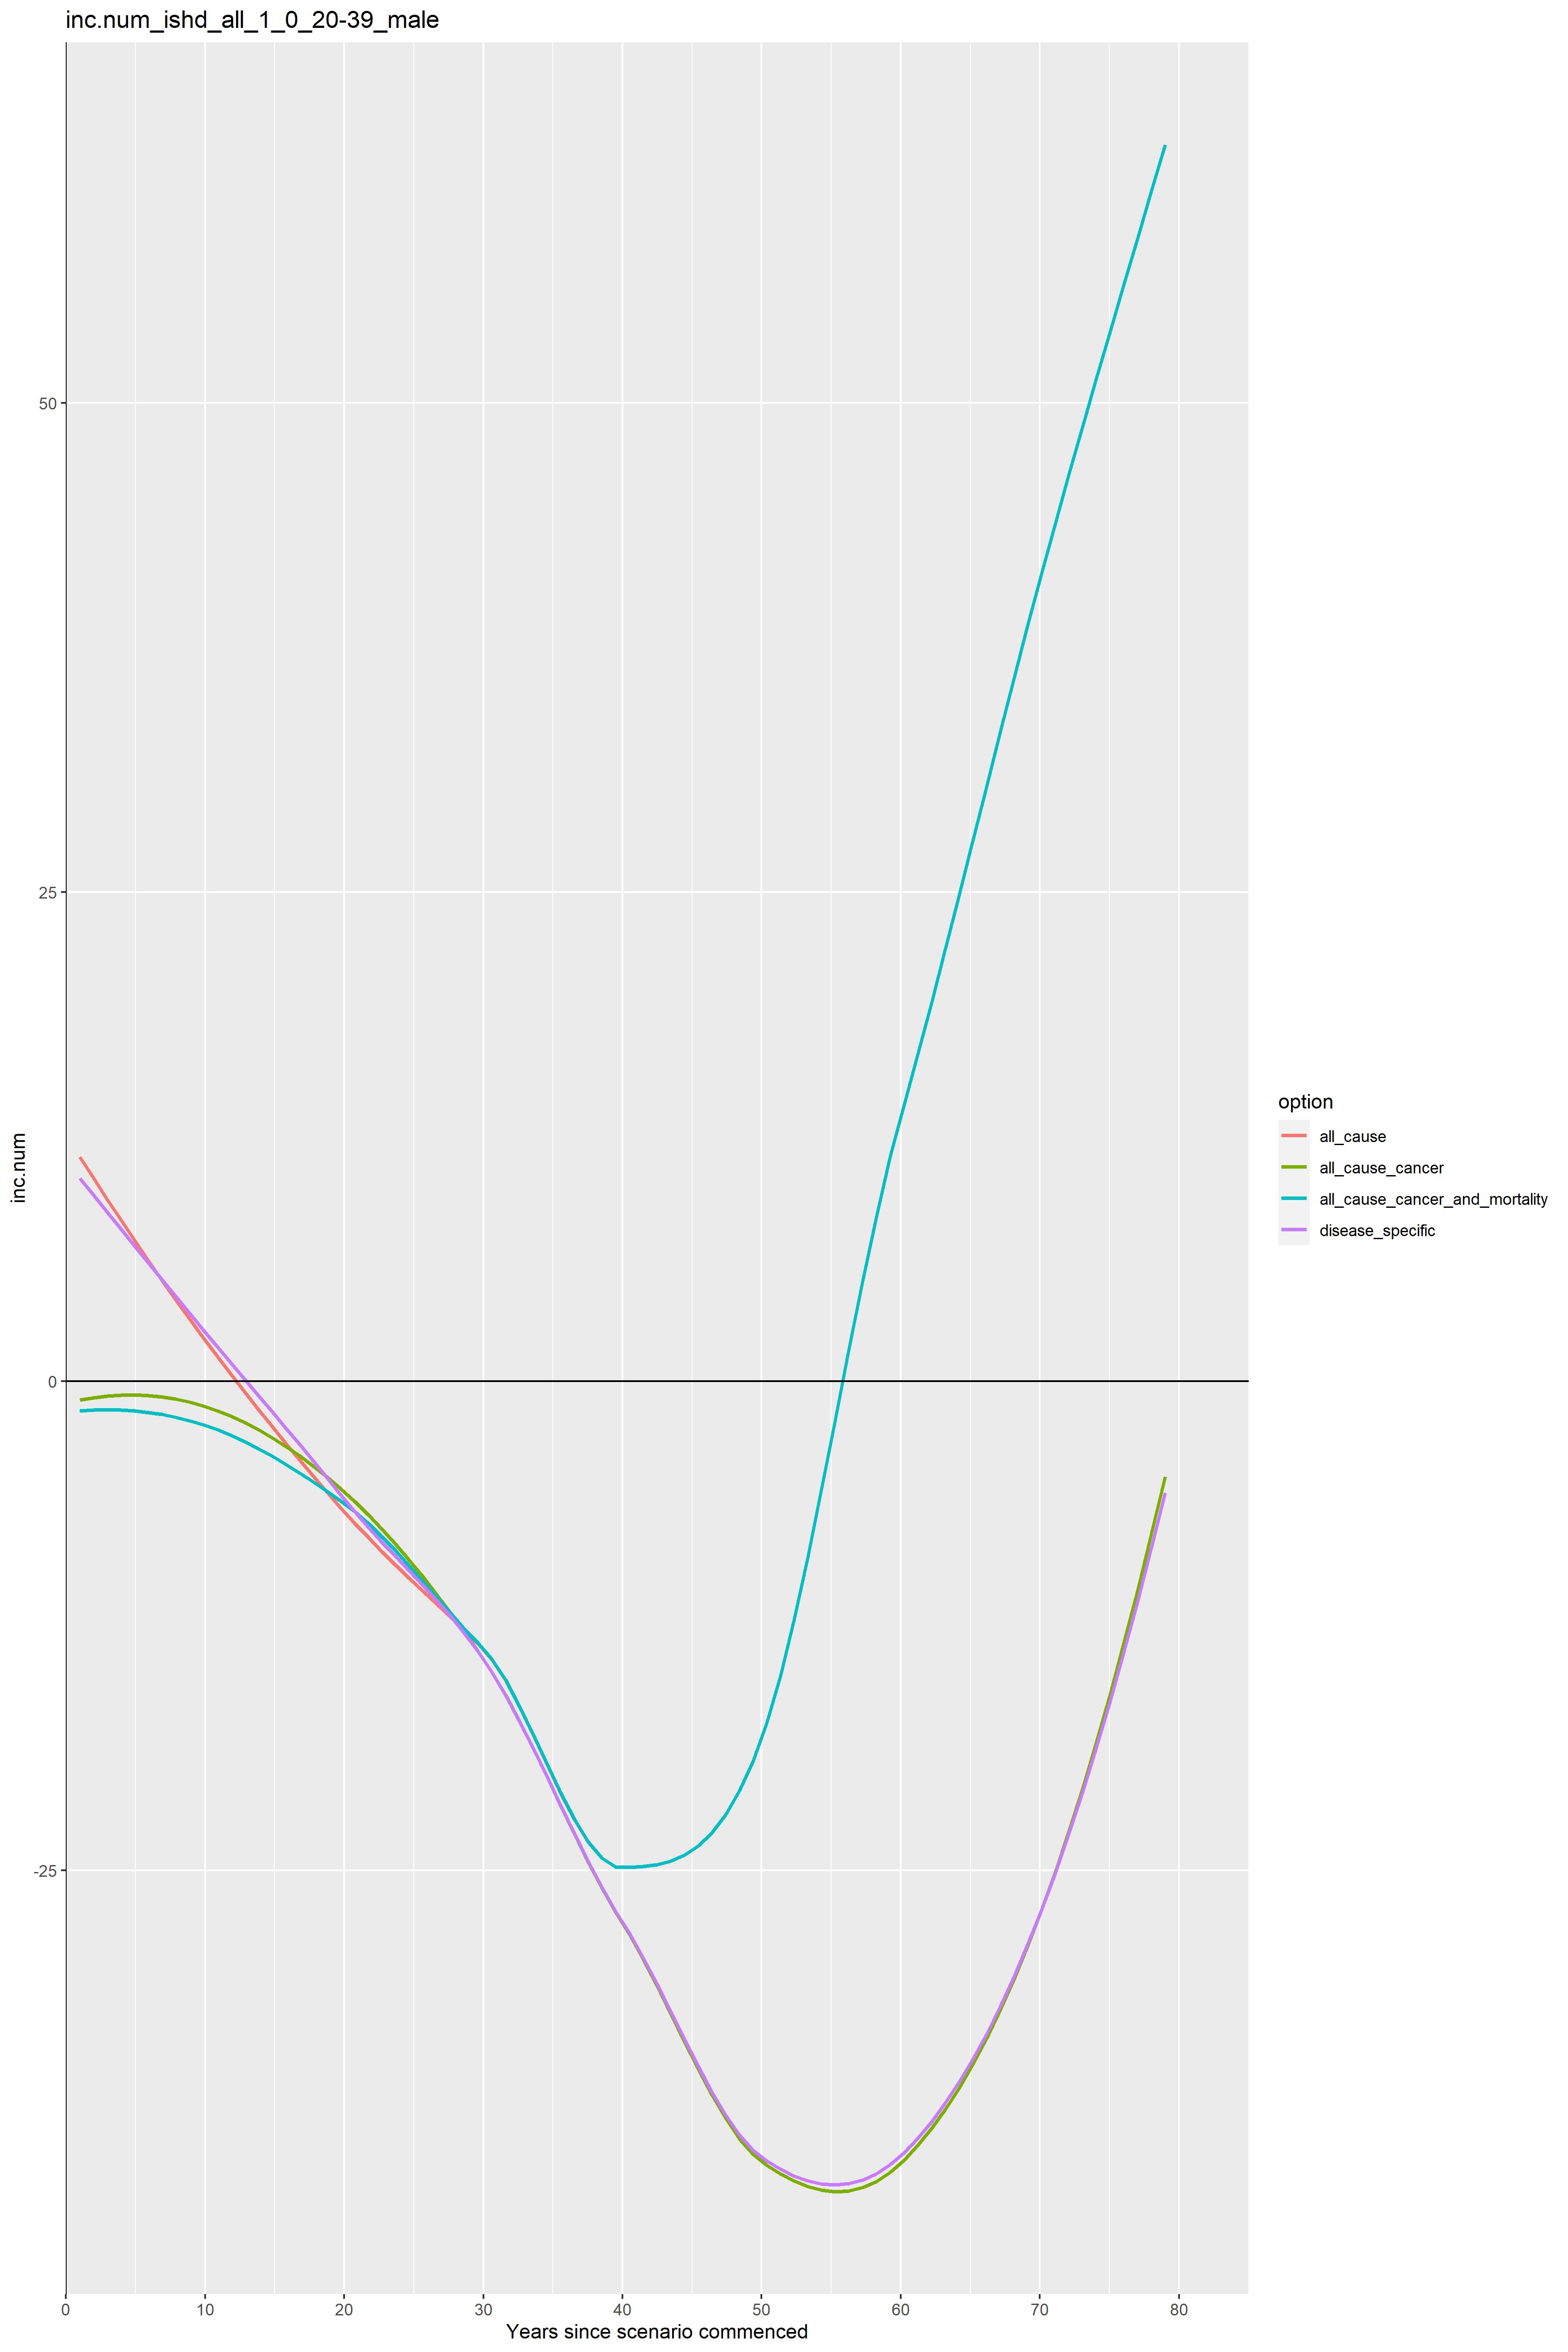 inc.num_ishd_all_1_0_20-39_male
inc.num
50
25
0
-25
0 10 20 30 40 50 60 70 80
Years since scenario commenced
option
all_cause
all_cause_cancer
all_cause_cancer_and_mortality
disease_specific